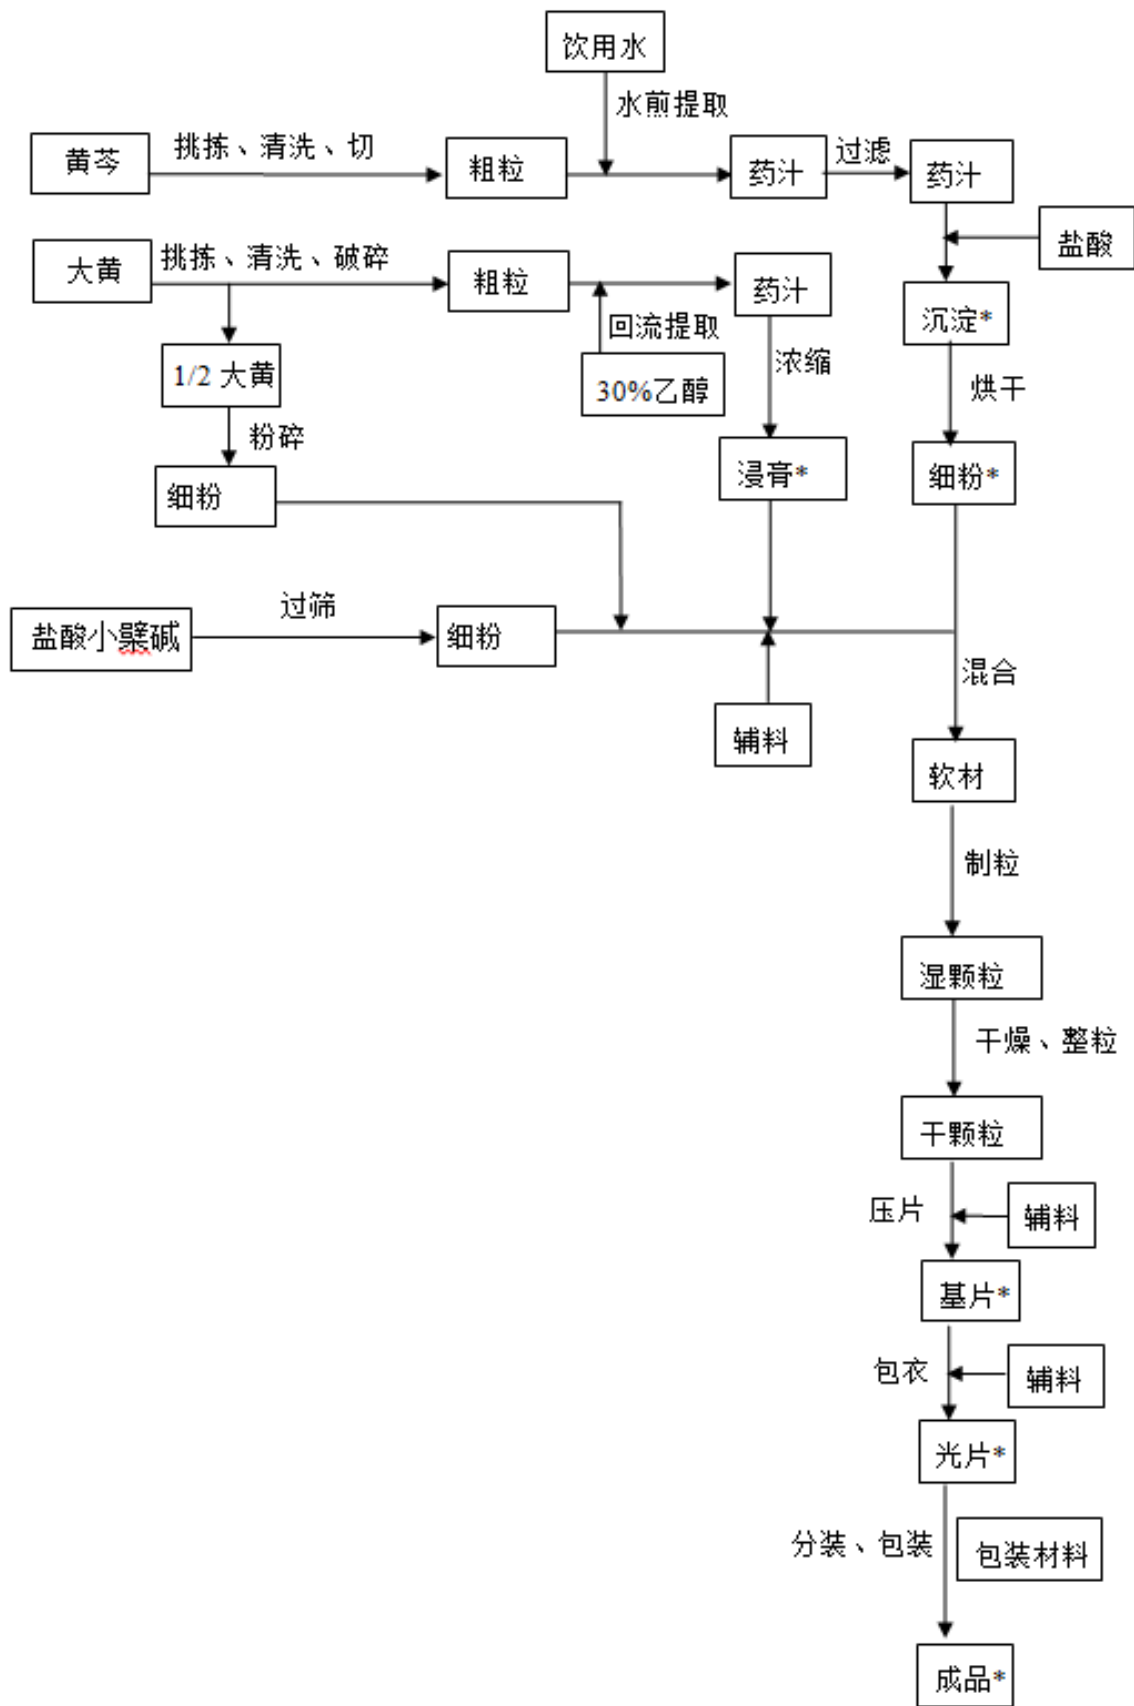 饮用水
水煎提取
黄芩
挑拣、清洗、切
粗粒
药汁
过滤
药汁
盐酸
大黄
挑拣、清洗、破碎
粗粒
药汁
回流提取
30%乙醇
浓缩
沉淀*
1/2 大黄
烘干
粉碎
浸膏*
细粉*
细粉
盐酸小檗碱
过筛
细粉
混合
辅料
软材
制粒
湿颗粒
干燥、整粒
干颗粒
压片
辅料
基片*
包衣
辅料
光片*
分装、包装
包装材料
成品*